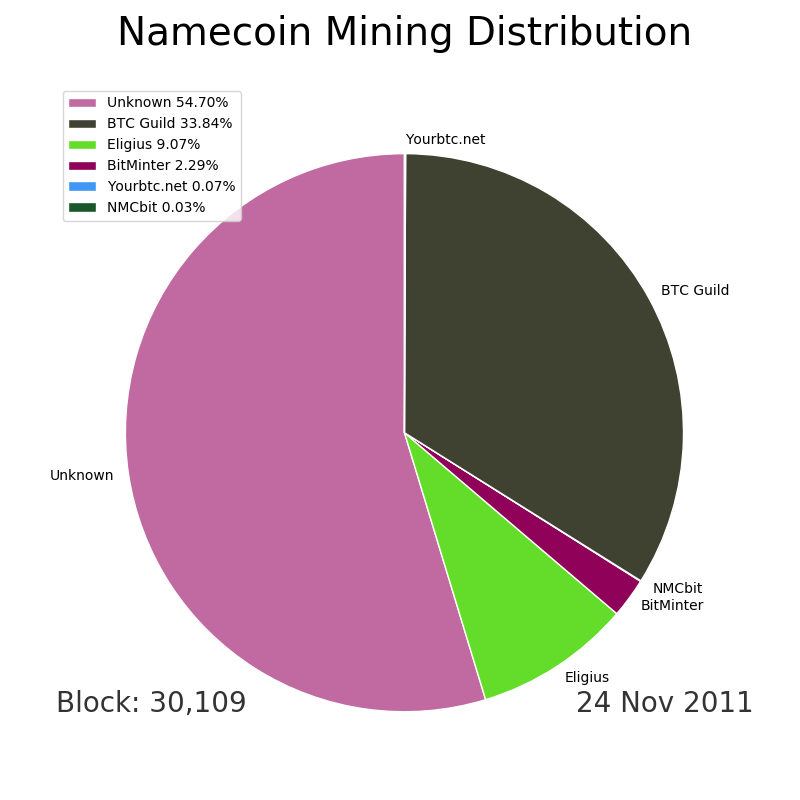 Namecoin Mining Distribution
Unknown 54.70%
BTC Guild 33.84%
Eligius 9.07%
BitMinter 2.29%
Yourbtc.net 0.07%
NMCbit 0.03%
Yourbtc.net
BTC Guild
Unknown
NMCbit
BitMinter
Eligius
Block: 30,109
24 Nov 2011